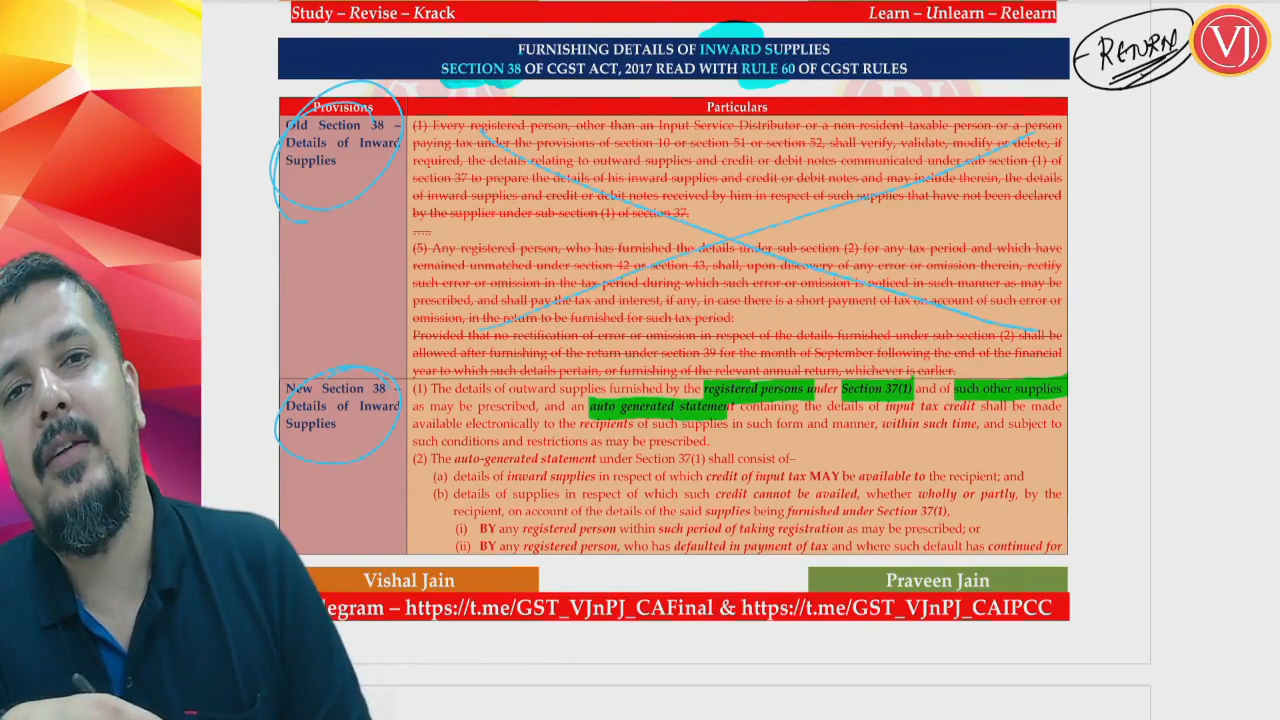 Study – Revise – Krack
Learn – Unlearn – Relearn
RETURN
VJ
FURNISHING DETAILS OF INWARD SUPPLIES
SECTION 38 OF CGST ACT, 2017 READ WITH RULE 60 OF CGST RULES
Provisions
Particulars
Old Section 38 –
Details of Inward
Supplies
(1) Every registered person, other than an Input Service Distributor or a non-resident taxable person or a person
paying tax under the provisions of section 10 or section 51 or section 52, shall verify, validate, modify or delete, if
required, the details relating to outward supplies and credit or debit notes communicated under sub-section (1) of
section 37 to prepare the details of his inward supplies and credit or debit notes and may include therein, the details
of inward supplies and credit or debit notes received by him in respect of such supplies that have not been declared
by the supplier under sub-section (1) of section 37.
.....
(5) Any registered person, who has furnished the details under sub-section (2) for any tax period and which have
remained unmatched under section 42 or section 43, shall, upon discovery of any error or omission therein, rectify
such error or omission in the tax period during which such error or omission is noticed in such manner as may be
prescribed, and shall pay the tax and interest, if any, in case there is a short payment of tax on account of such error or
omission, in the return to be furnished for such tax period:
Provided that no rectification of error or omission in respect of the details furnished under sub-section (2) shall be
allowed after furnishing of the return under section 39 for the month of September following the end of the financial
year to which such details pertain, or furnishing of the relevant annual return, whichever is earlier.
New Section 38 –
Details of Inward
Supplies
(1) The details of outward supplies furnished by the registered persons under Section 37(1) and of such other supplies
as may be prescribed, and an auto generated statement containing the details of input tax credit shall be made
available electronically to the recipients of such supplies in such form and manner, within such time, and subject to
such conditions and restrictions as may be prescribed.
(2) The auto-generated statement under Section 37(1) shall consist of–
(a) details of inward supplies in respect of which credit of input tax MAY be available to the recipient; and
(b) details of supplies in respect of which such credit cannot be availed, whether wholly or partly, by the
recipient, on account of the details of the said supplies being furnished under Section 37(1),
(i) BY any registered person within such period of taking registration as may be prescribed; or
(ii) BY any registered person, who has defaulted in payment of tax and where such default has continued for
Vishal Jain
Praveen Jain
legram – https://t.me/GST_VJnPJ_CAFinal & https://t.me/GST_VJnPJ_CAIPCC